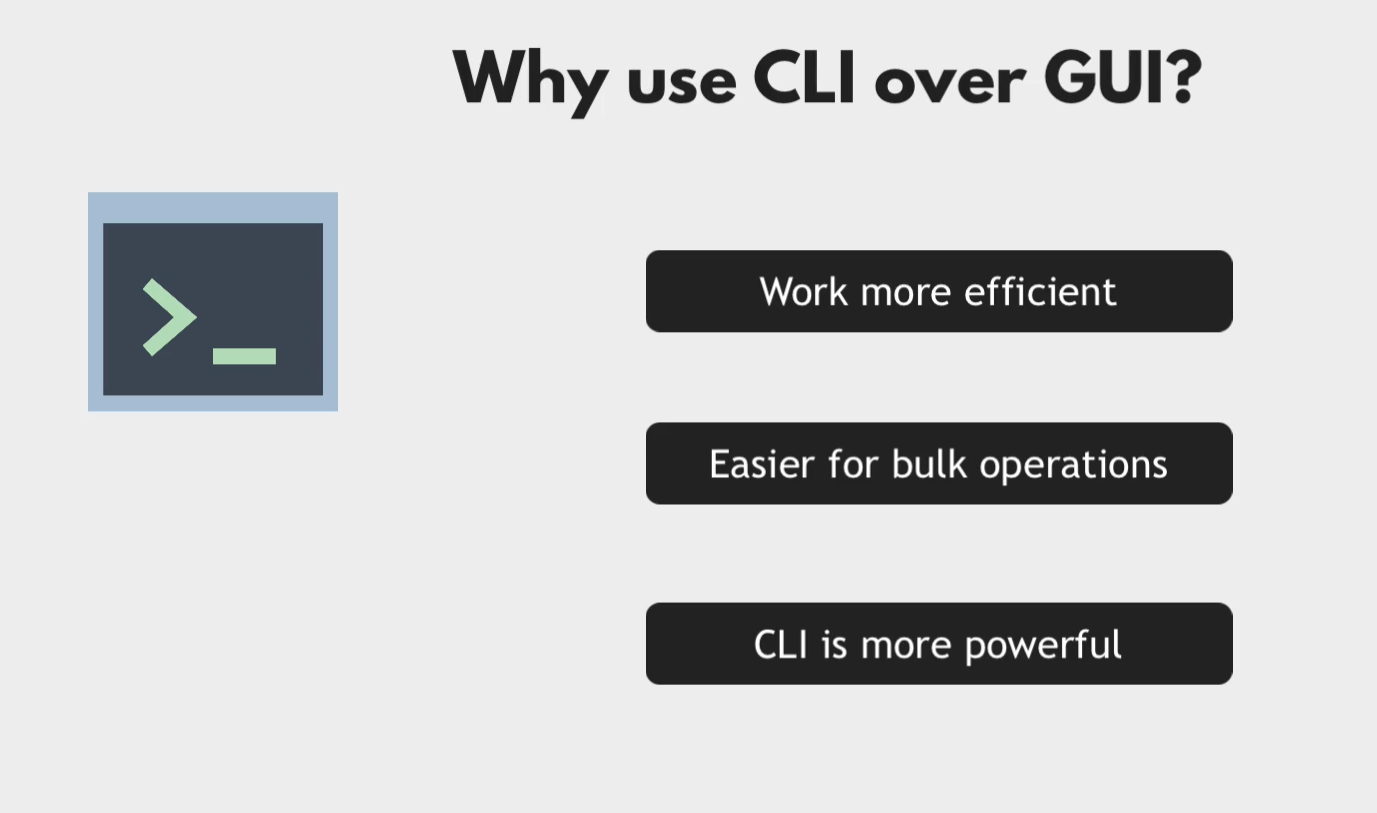 Why use CLI over GUI?
>_
Work more efficient
Easier for bulk operations
CLI is more powerful